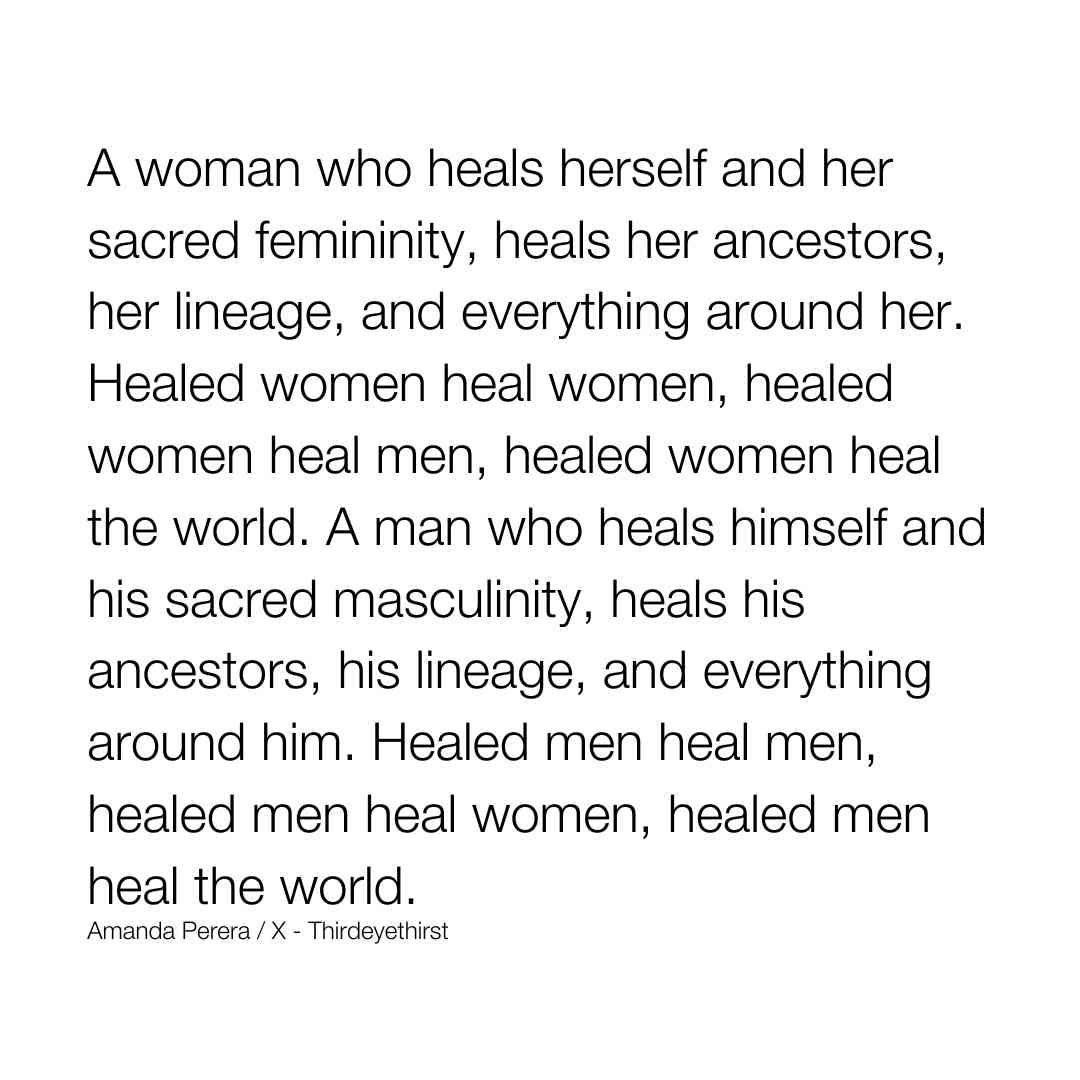 A woman who heals herself and her
sacred femininity, heals her ancestors,
her lineage, and everything around her.
Healed women heal women, healed
women heal men, healed women heal
the world. A man who heals himself and
his sacred masculinity, heals his
ancestors, his lineage, and everything
around him. Healed men heal men,
healed men heal women, healed men
heal the world.
Amanda Perera / X - Thirdeyethirst